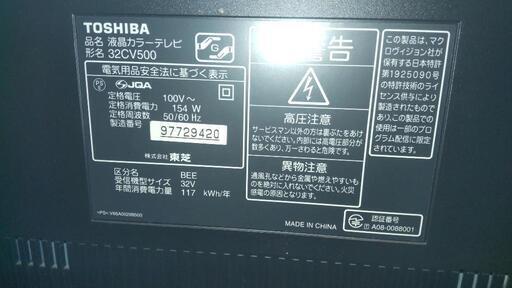 TOSHIBA
品名 液晶カラーテレビ
形名 32CV500
G
電気用品安全法に基づく表示
PS E JQA
定格電圧 100V～
定格消費電力 154 W
定格周波数 50/60 Hz
製造番号
97729420
株式会社 東芝
区分名 BEE
受信機型サイズ 32V
年間消費電力量 117 kWh/年
>PS< V66A00029B500
警告
高圧注意
サービスマン以外の方は裏ぶたをあけないでください。内部には高電圧部分が多数あり、万一さわると危険です。
異物注意
通風孔などから金属や燃えやすいものを入れないでください。火災感電の原因となります。
MADE IN CHINA
この製品は、マクロヴィジョン社が保有する日本特許第1925090号の特許技術のライセンス供与により製造されました。なお、この製品の使用は一部のプログラム配信に限定されます。
認証番号
A08-0088001